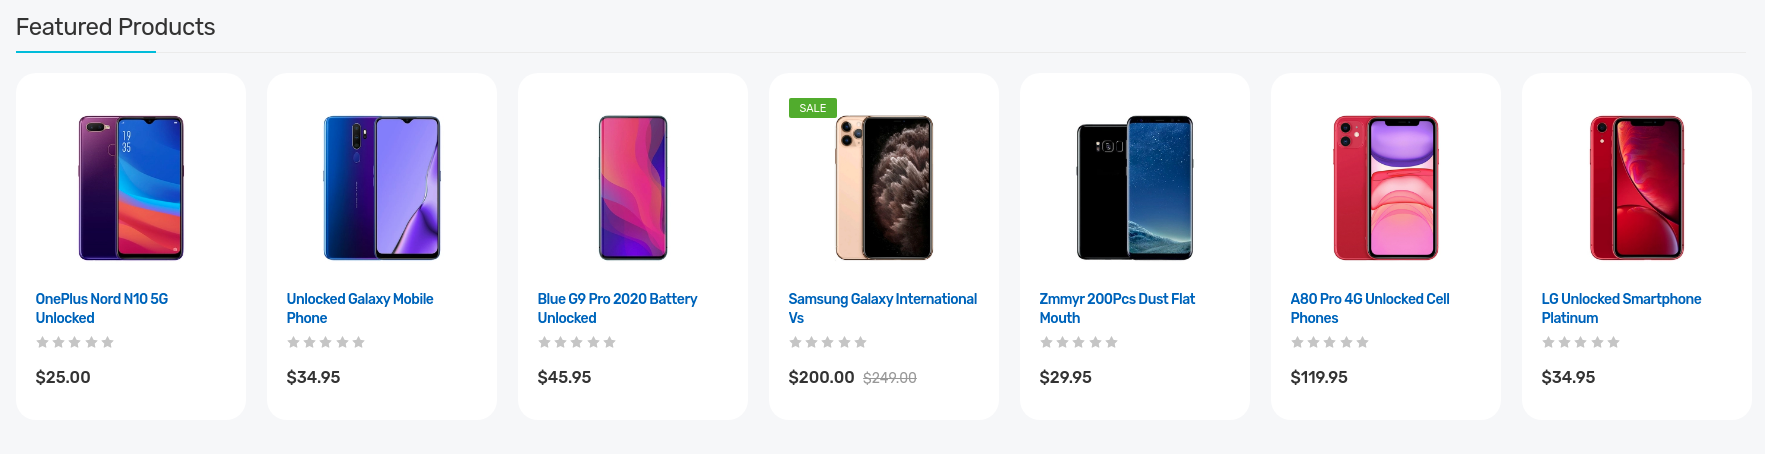 Featured Products
SALE
19
35
OnePlus Nord N10 5G
Unlocked
$25.00
Unlocked Galaxy Mobile
Phone
$34.95
Blue G9 Pro 2020 Battery
Unlocked
$45.95
Samsung Galaxy International
Vs
$200.00 $249.00
Zmmyr 200Pcs Dust Flat
Mouth
$29.95
A80 Pro 4G Unlocked Cell
Phones
$119.95
LG Unlocked Smartphone
Platinum
$34.95